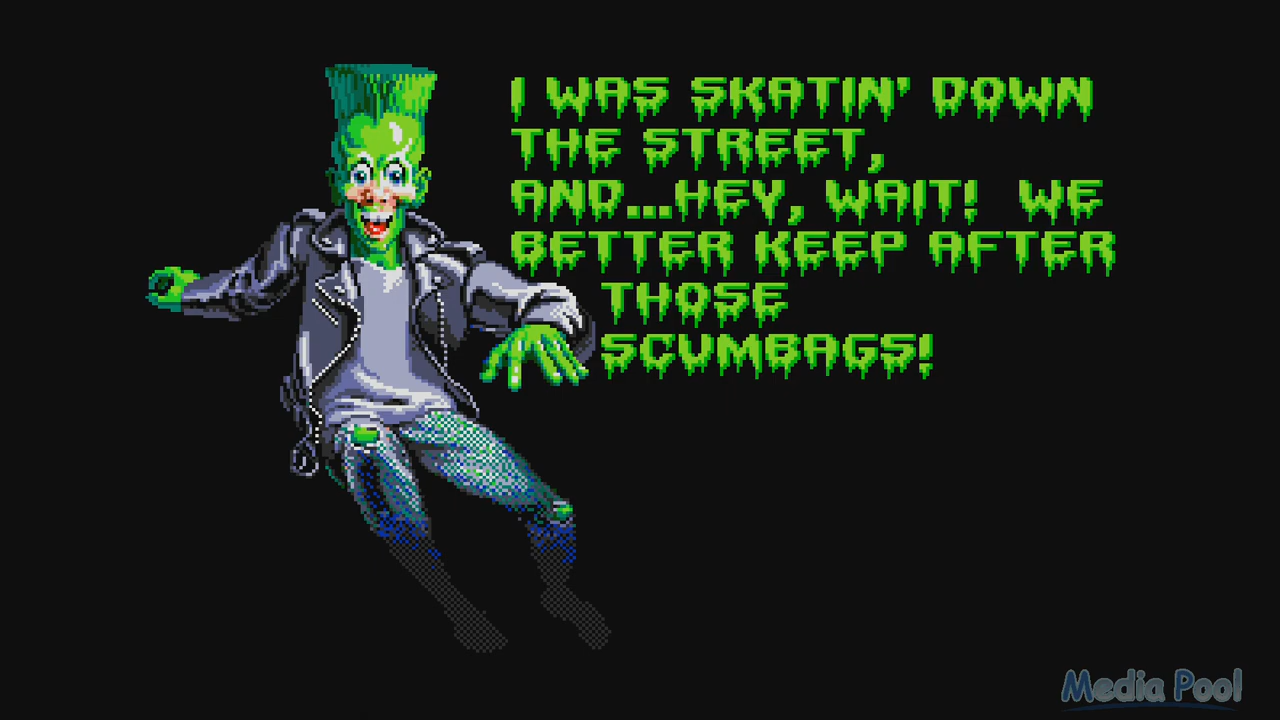 I WAS SKATIN' DOWN
THE STREET,
AND...HEY, WAIT! WE
BETTER KEEP AFTER
THOSE
SCUMBAGS!
Media Pool